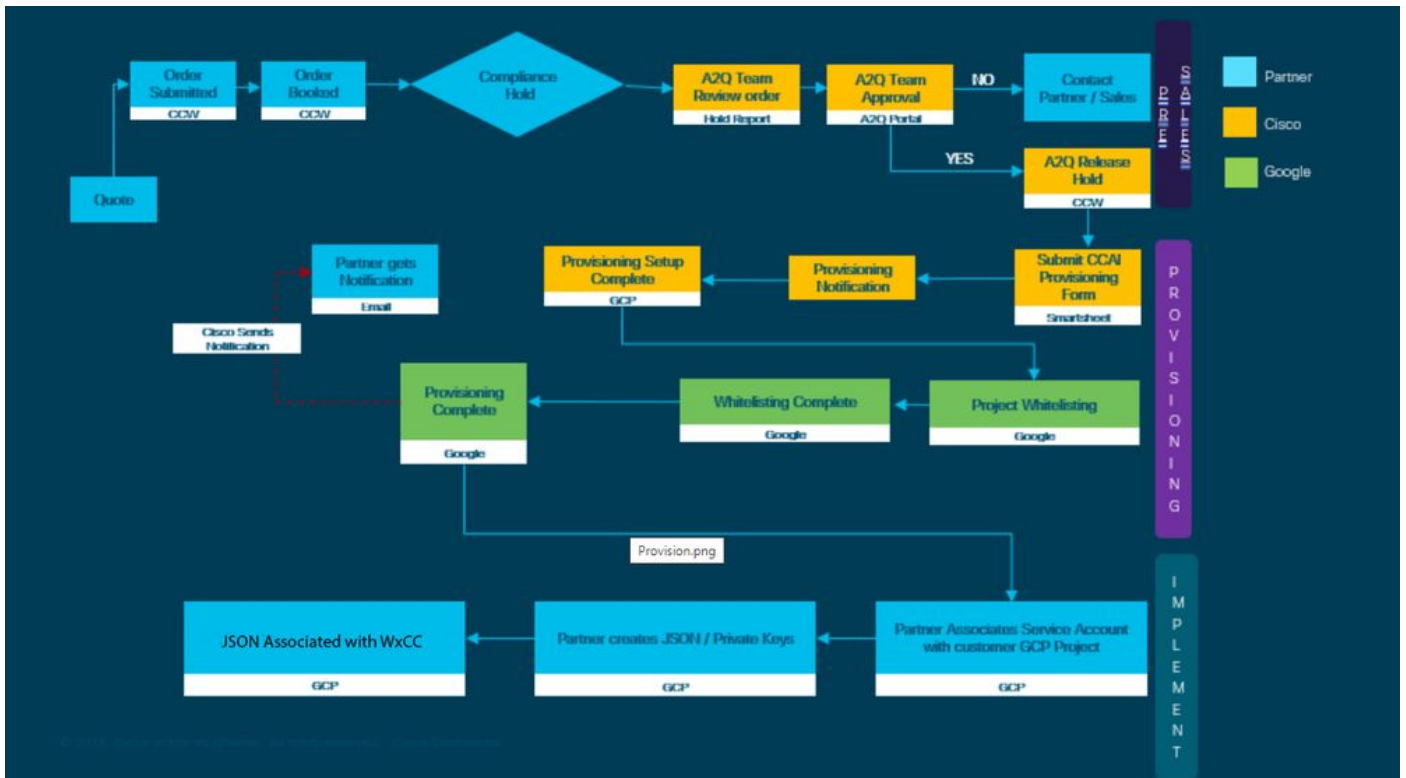 Order
Submitted
CCW
Order
Booked
CCW
Compliance
Hold
A2Q Team
Review order
Hold Report
A2Q Team
Approval
A2Q Portal
NO
Contact
Partner / Sales
PRE
SALES
Partner
Cisco
Google
YES
A2Q Release
Hold
CCW
Quote
Partner gets
Notification
Email
Provisioning Setup
Complete
GCP
Provisioning
Notification
Submit CCAI
Provisioning
Form
Smartsheet
PROVISIONING
Cisco Sends
Notification
Provisioning
Complete
Google
Whitelisting Complete
Google
Project Whitelisting
Google
Provision.png
JSON Associated with WxCC
GCP
Partner creates JSON / Private Keys
GCP
Partner Associates Service Account
with customer GCP Project
GCP
IMPLEMENT